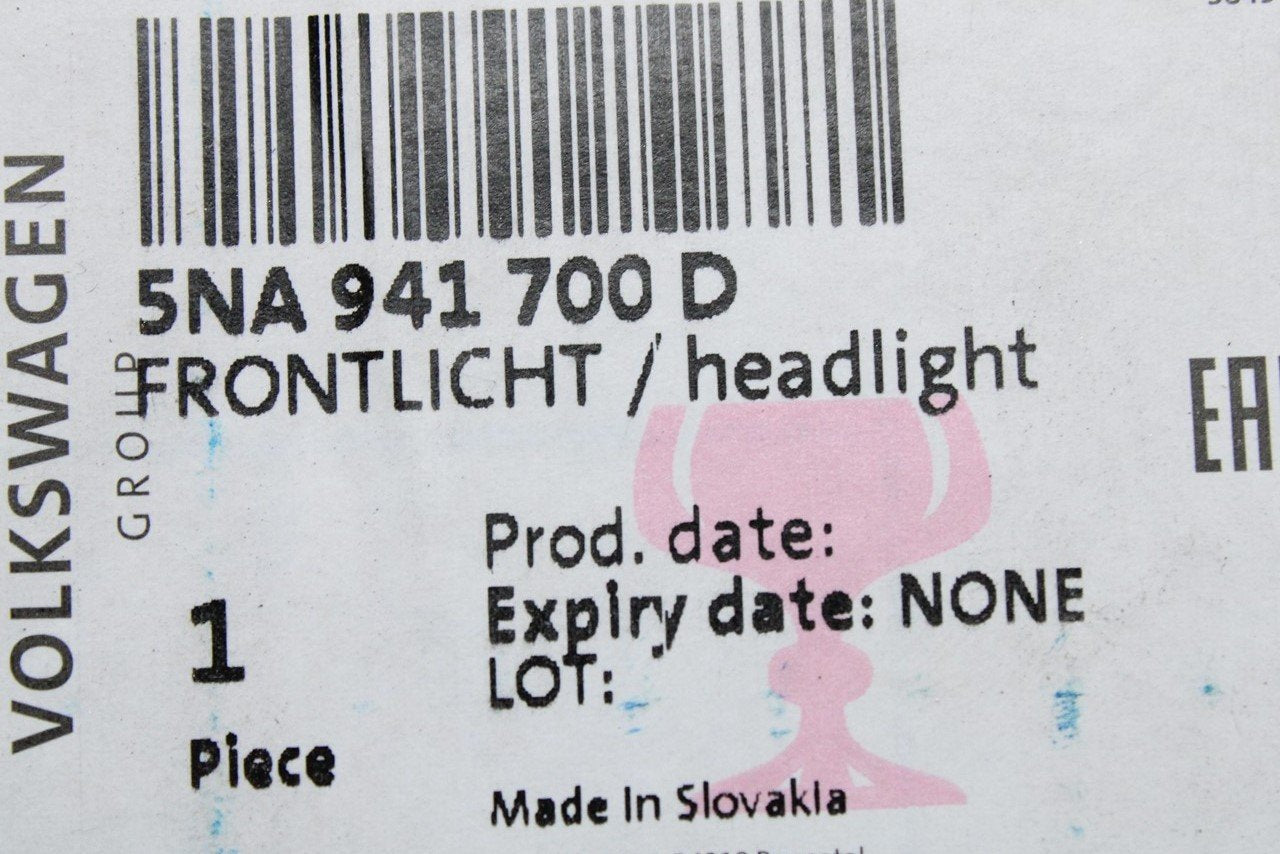 5NA 941 700 D
FRONTLICHT / headlight
Prod. date:
Expiry date: NONE
LOT:
1
Piece
Made In Slovakia
VOLKSWAGEN
GROUP